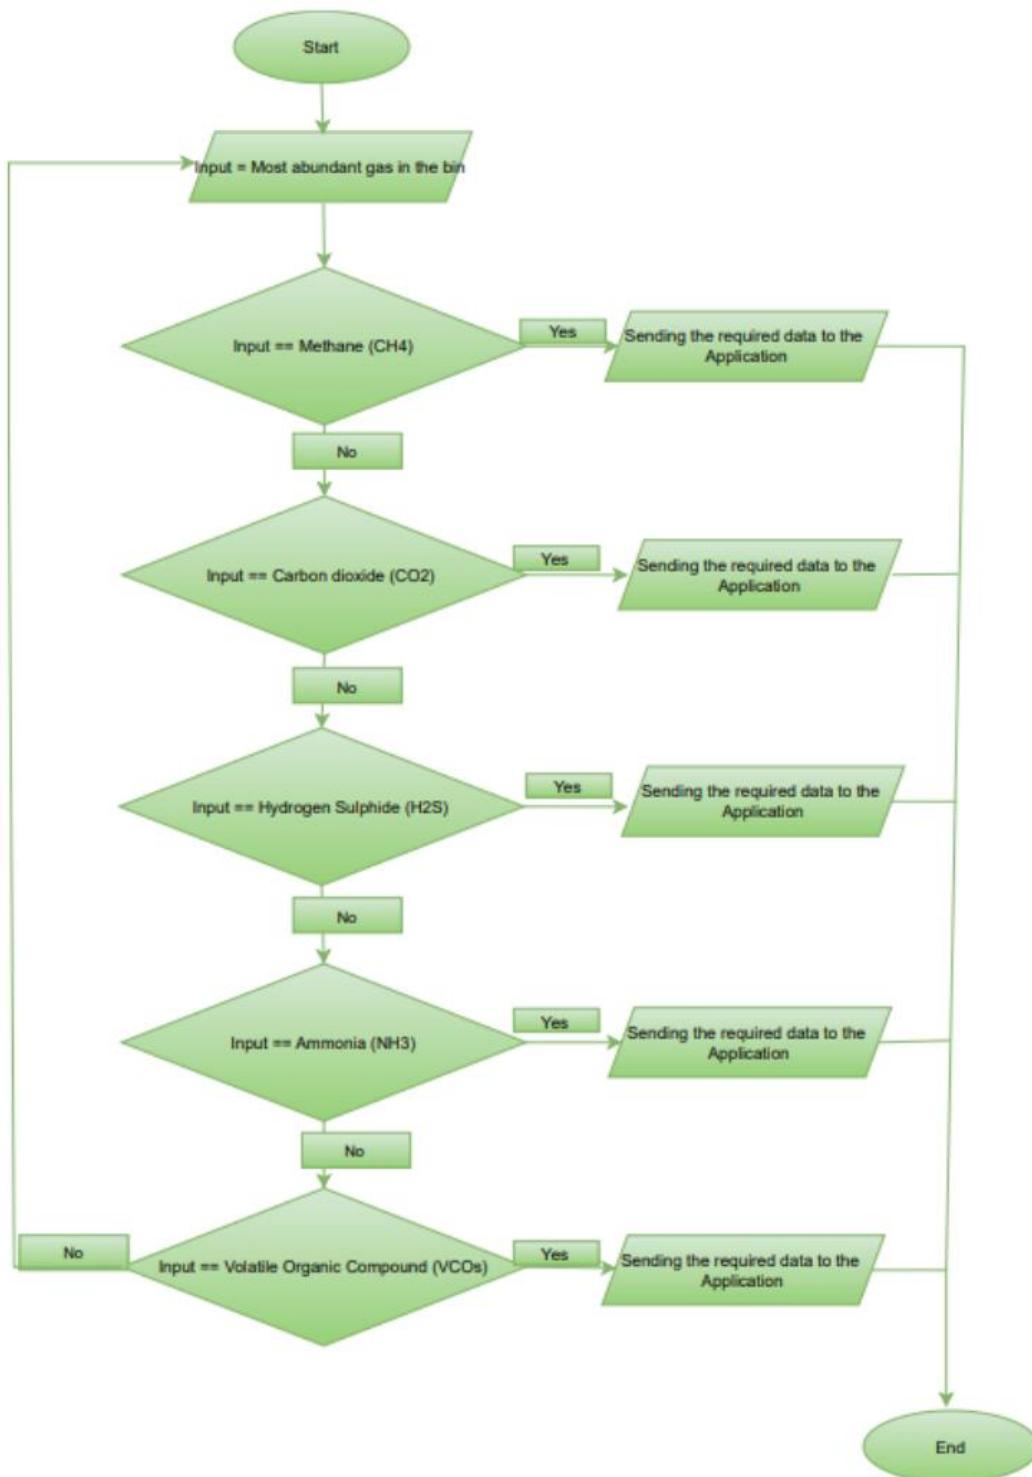 Start
Input = Most abundant gas in the bin
Input == Methane (CH4)
Yes
Sending the required data to the
Application
No
Input == Carbon dioxide (CO2)
Yes
Sending the required data to the
Application
No
Input == Hydrogen Sulphide (H2S)
Yes
Sending the required data to the
Application
No
Input == Ammonia (NH3)
Yes
Sending the required data to the
Application
No
No
Input == Volatile Organic Compound (VCOs)
Yes
Sending the required data to the
Application
End